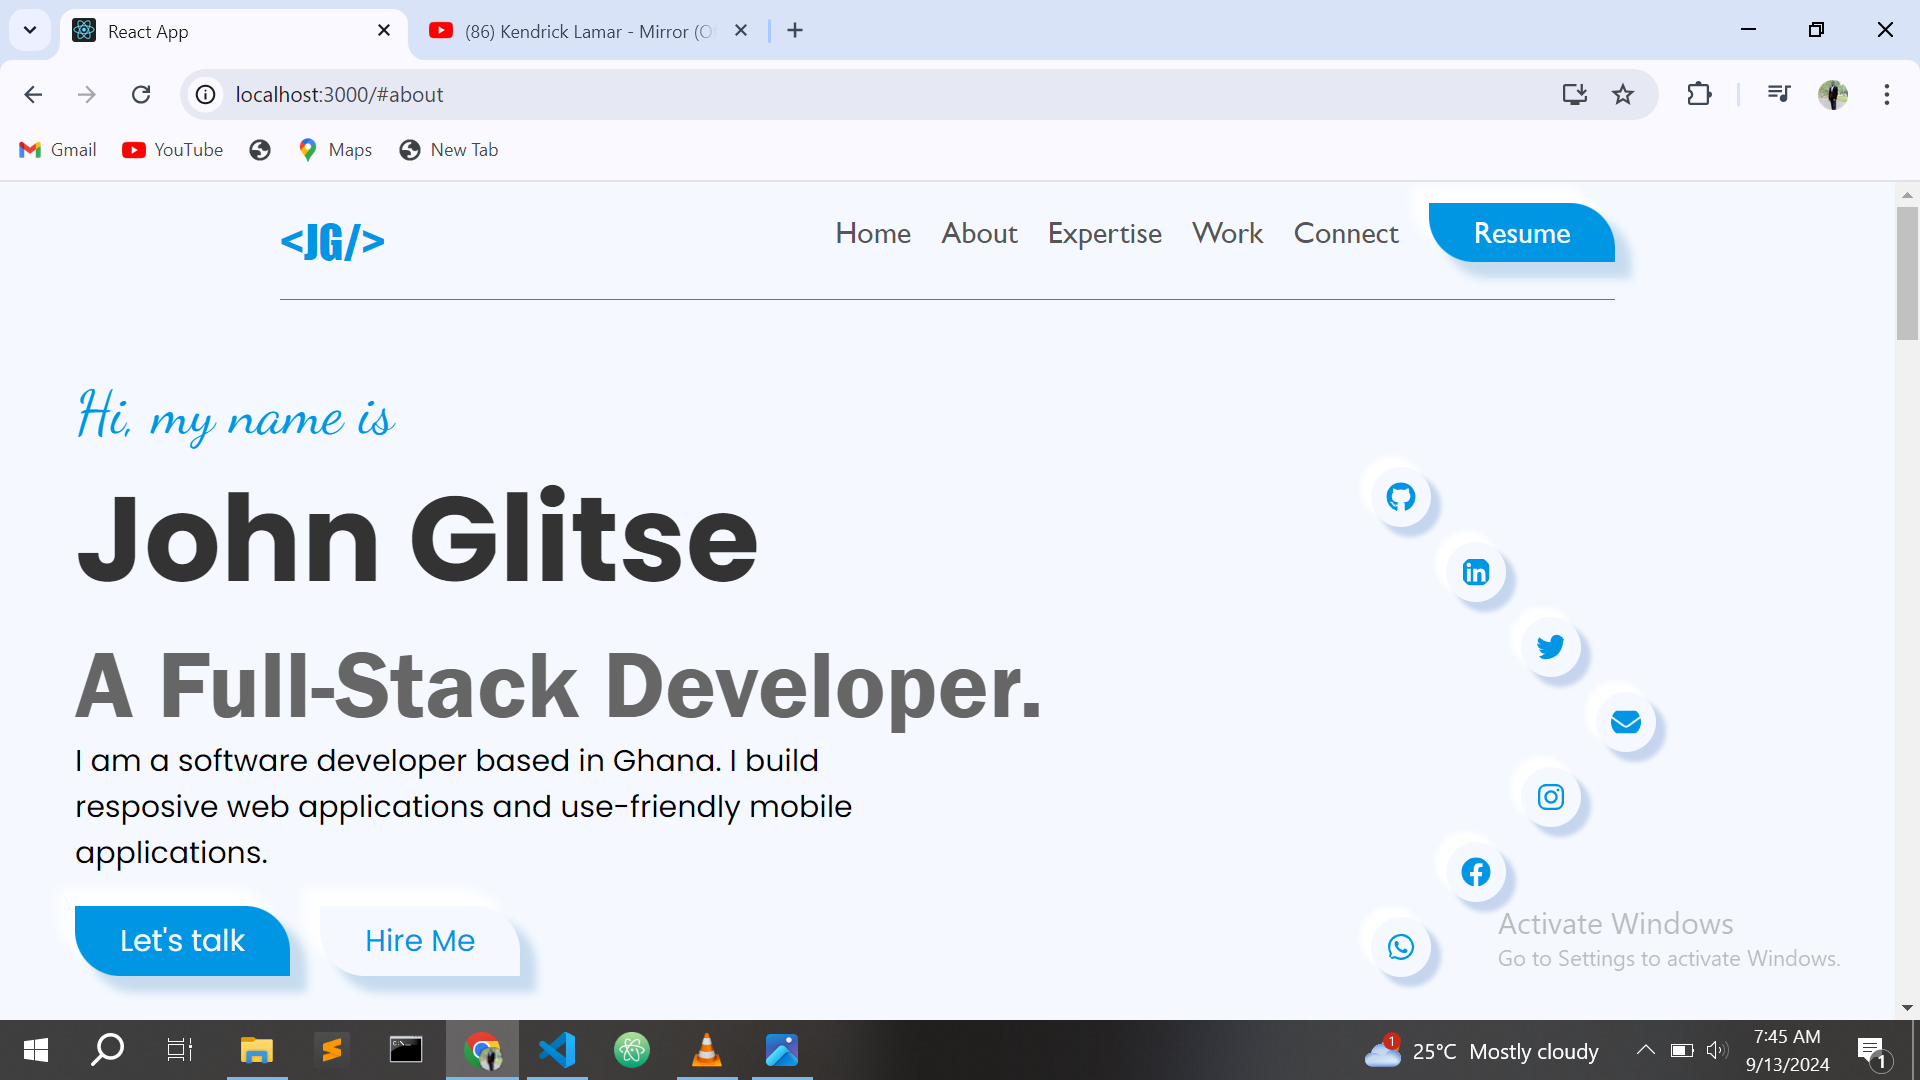 React App
(86) Kendrick Lamar - Mirror (O
localhost:3000/#about
Gmail
YouTube
Maps
New Tab
<JG/>
Home
About
Expertise
Work
Connect
Resume
Hi, my name is
John Glitse
A Full-Stack Developer.
I am a software developer based in Ghana. I build
resposive web applications and use-friendly mobile
applications.
Let's talk
Hire Me
Activate Windows
Go to Settings to activate Windows.
1
25°C Mostly cloudy
7:45 AM
9/13/2024
1